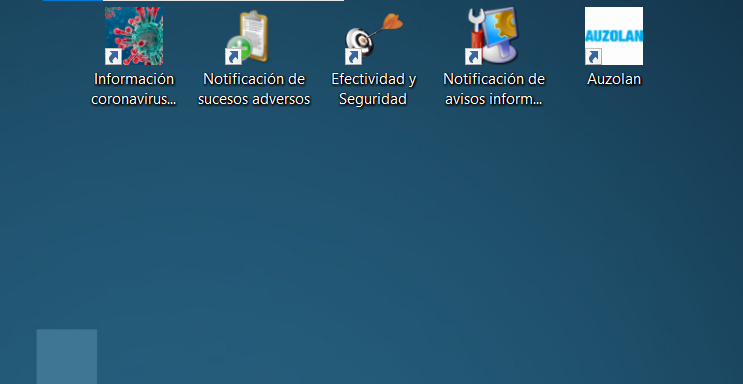 AUZOLAN
Información
coronavirus...
Notificación de
sucesos adversos
Efectividad y
Seguridad
Notificación de
avisos inform...
Auzolan